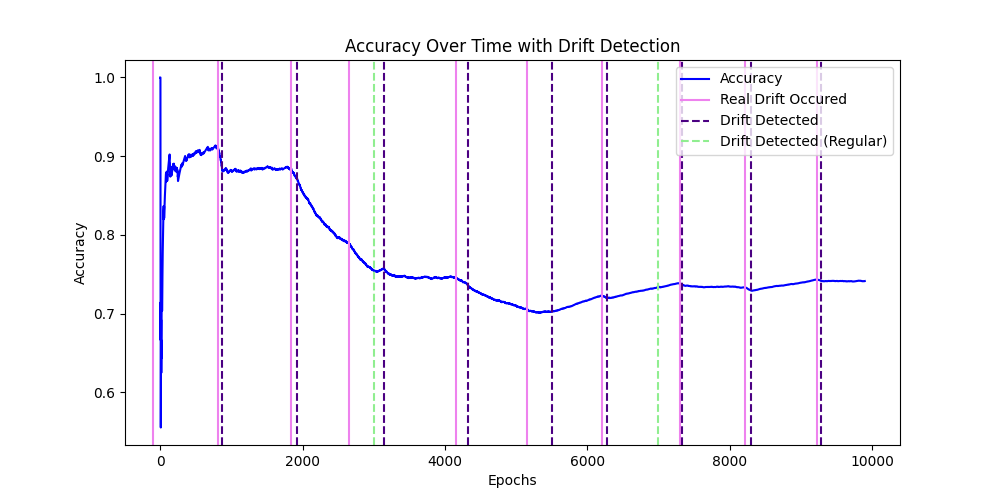 Accuracy Over Time with Drift Detection
Accuracy
Real Drift Occured
Drift Detected
Drift Detected (Regular)
1.0
0.9
0.8
0.7
0.6
Accuracy
0
2000
4000
6000
8000
10000
Epochs